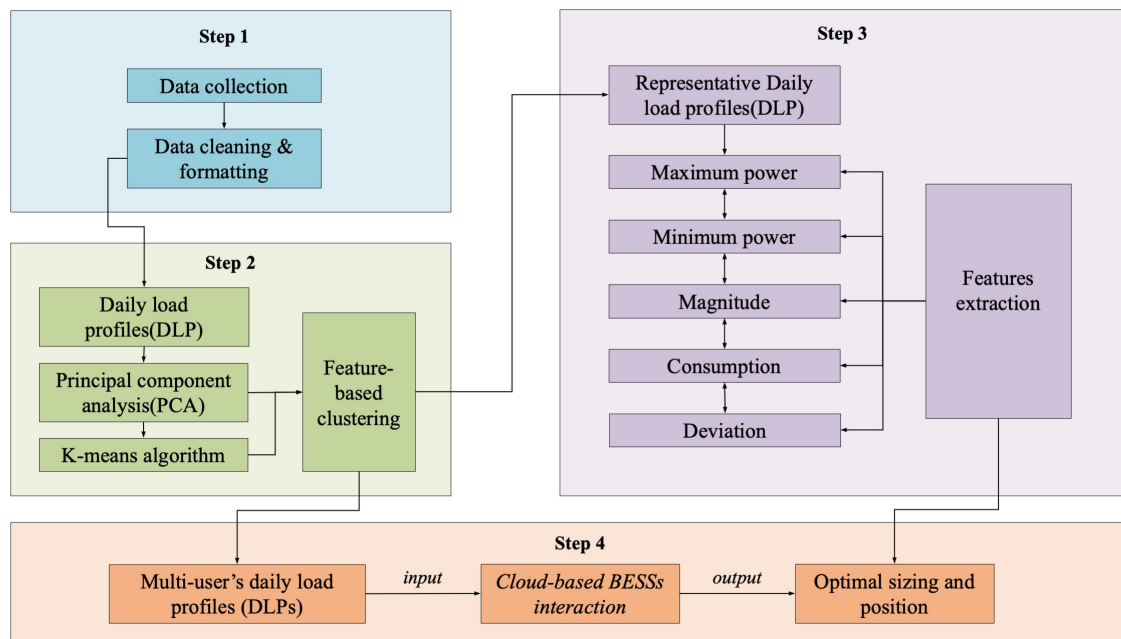 Step 1
Data collection
Data cleaning &
formatting
Step 2
Daily load
profiles(DLP)
Principal component
analysis(PCA)
K-means algorithm
Feature-
based
clustering
Step 3
Representative Daily
load profiles(DLP)
Maximum power
Minimum power
Magnitude
Consumption
Deviation
Features
extraction
Step 4
Multi-user’s daily load
profiles (DLPs)
input
Cloud-based BESSs
interaction
output
Optimal sizing and
position